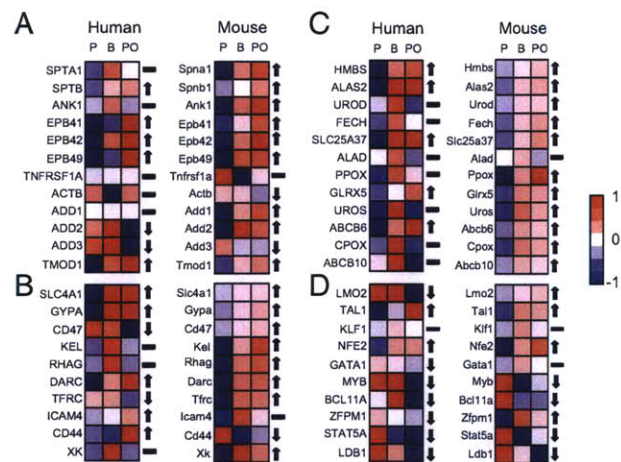 A Human Mouse
P B PO P B PO
SPTA1 Spna1
SPTB Spnb1
ANK1 Ank1
EPB41 Epb41
EPB42 Epb42
EPB49 Epb49
TNFRSF1A Tnfrsf1a
ACTB Actb
ADD1 Add1
ADD2 Add2
ADD3 Add3
TMOD1 Tmod1
B
SLC4A1 Slc4a1
GYPA Gypa
CD47 Cd47
KEL Kel
RHAG Rhag
DARC Darc
TFRC Tfrc
ICAM4 Icam4
CD44 Cd44
XK Xk
C Human Mouse
P B PO P B PO
HMBS Hmbs
ALAS2 Alas2
UROD Urod
FECH Fech
SLC25A37 Slc25a37
ALAD Alad
PPOX Ppox
GLRX5 Glrx5
UROS Uros
ABCB6 Abcb6
CPOX Cpox
ABCB10 Abcb10
D
LMO2 Lmo2
TAL1 Tal1
KLF1 Klf1
NFE2 Nfe2
GATA1 Gata1
MYB Myb
BCL11A Bcl11a
ZFPM1 Zfpm1
STAT5A Stat5a
LDB1 Ldb1
1
0
-1